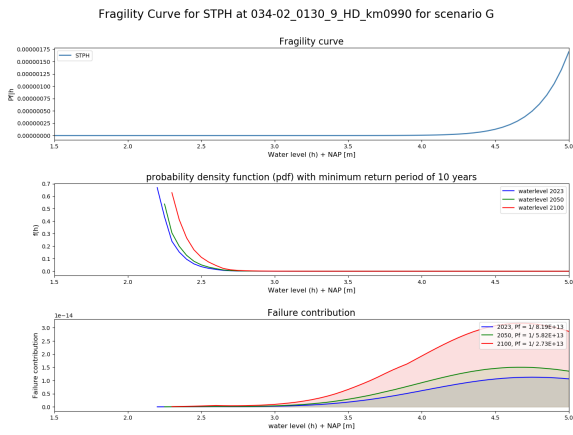 Fragility Curve for STPH at 034-02_0130_9_HD_km0990 for scenario G
Fragility curve
0.00000175
0.00000150
0.00000125
0.00000100
0.00000075
0.00000050
0.00000025
0.00000000
Pf|h
STPH
1.5 2.0 2.5 3.0 3.5 4.0 4.5 5.0
Water level (h) + NAP [m]
probability density function (pdf) with minimum return period of 10 years
0.7
0.6
0.5
0.4
0.3
0.2
0.1
0.0
f(h)
waterlevel 2023
waterlevel 2050
waterlevel 2100
1.5 2.0 2.5 3.0 3.5 4.0 4.5 5.0
Water level (h) + NAP [m]
Failure contribution
1e−14
3.0
2.5
2.0
1.5
1.0
0.5
0.0
Failure contribution
2023, Pf = 1/ 8.19E+13
2050, Pf = 1/ 5.82E+13
2100, Pf = 1/ 2.73E+13
1.5 2.0 2.5 3.0 3.5 4.0 4.5 5.0
water level (h) + NAP [m]